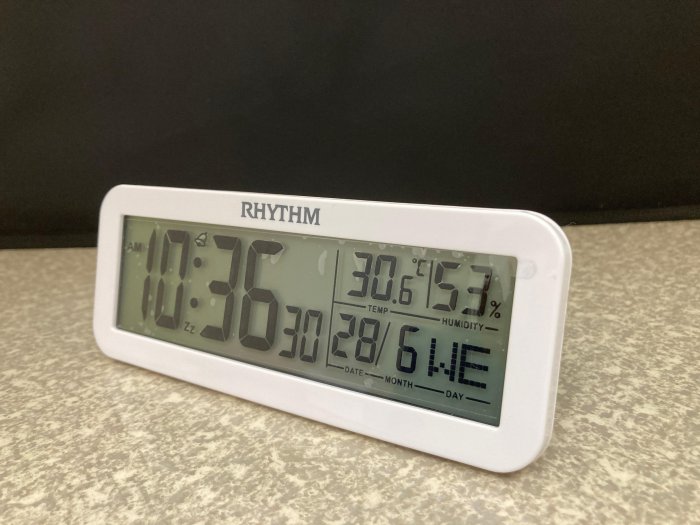 RHYTHM
AM 10:36 30
Zz
30.6 °C 53 %
TEMP HUMIDITY
28/ 6 WE
DATE MONTH DAY